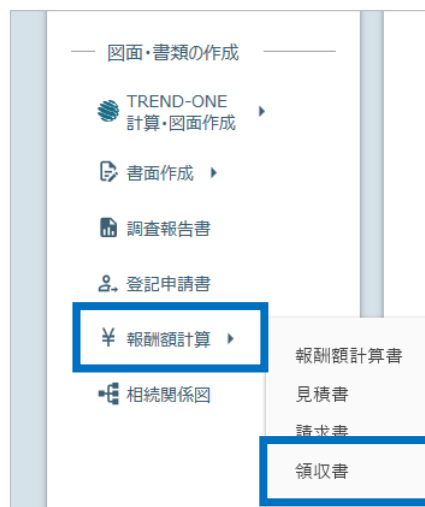 図面・書類の作成
TREND-ONE
計算・図面作成
書面作成
調査報告書
登記申請書
¥ 報酬額計算
報酬額計算書
相続関係図
見積書
請求書
領収書